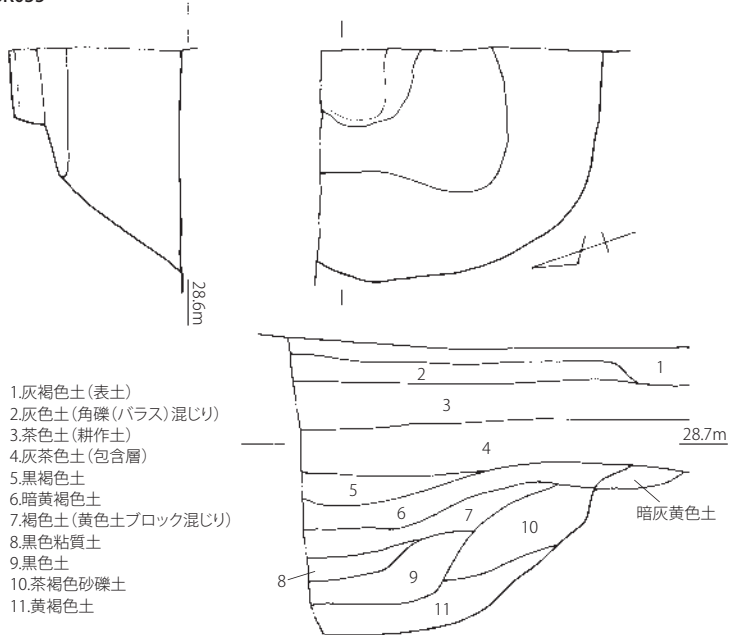 28.6m
1.灰褐色土(表土)
2.灰色土(角礫(バラス)混じり)
3.茶色土(耕作土)
4.灰茶色土(包含層)
5.黒褐色土
6.暗黄褐色土
7.褐色土(黄色土ブロック混じり)
8.黒色粘質土
9.黒色土
10.茶褐色砂礫土
11.黄褐色土
1
2
3
28.7m
4
5
6
7
暗灰黄色土
10
8
9
11